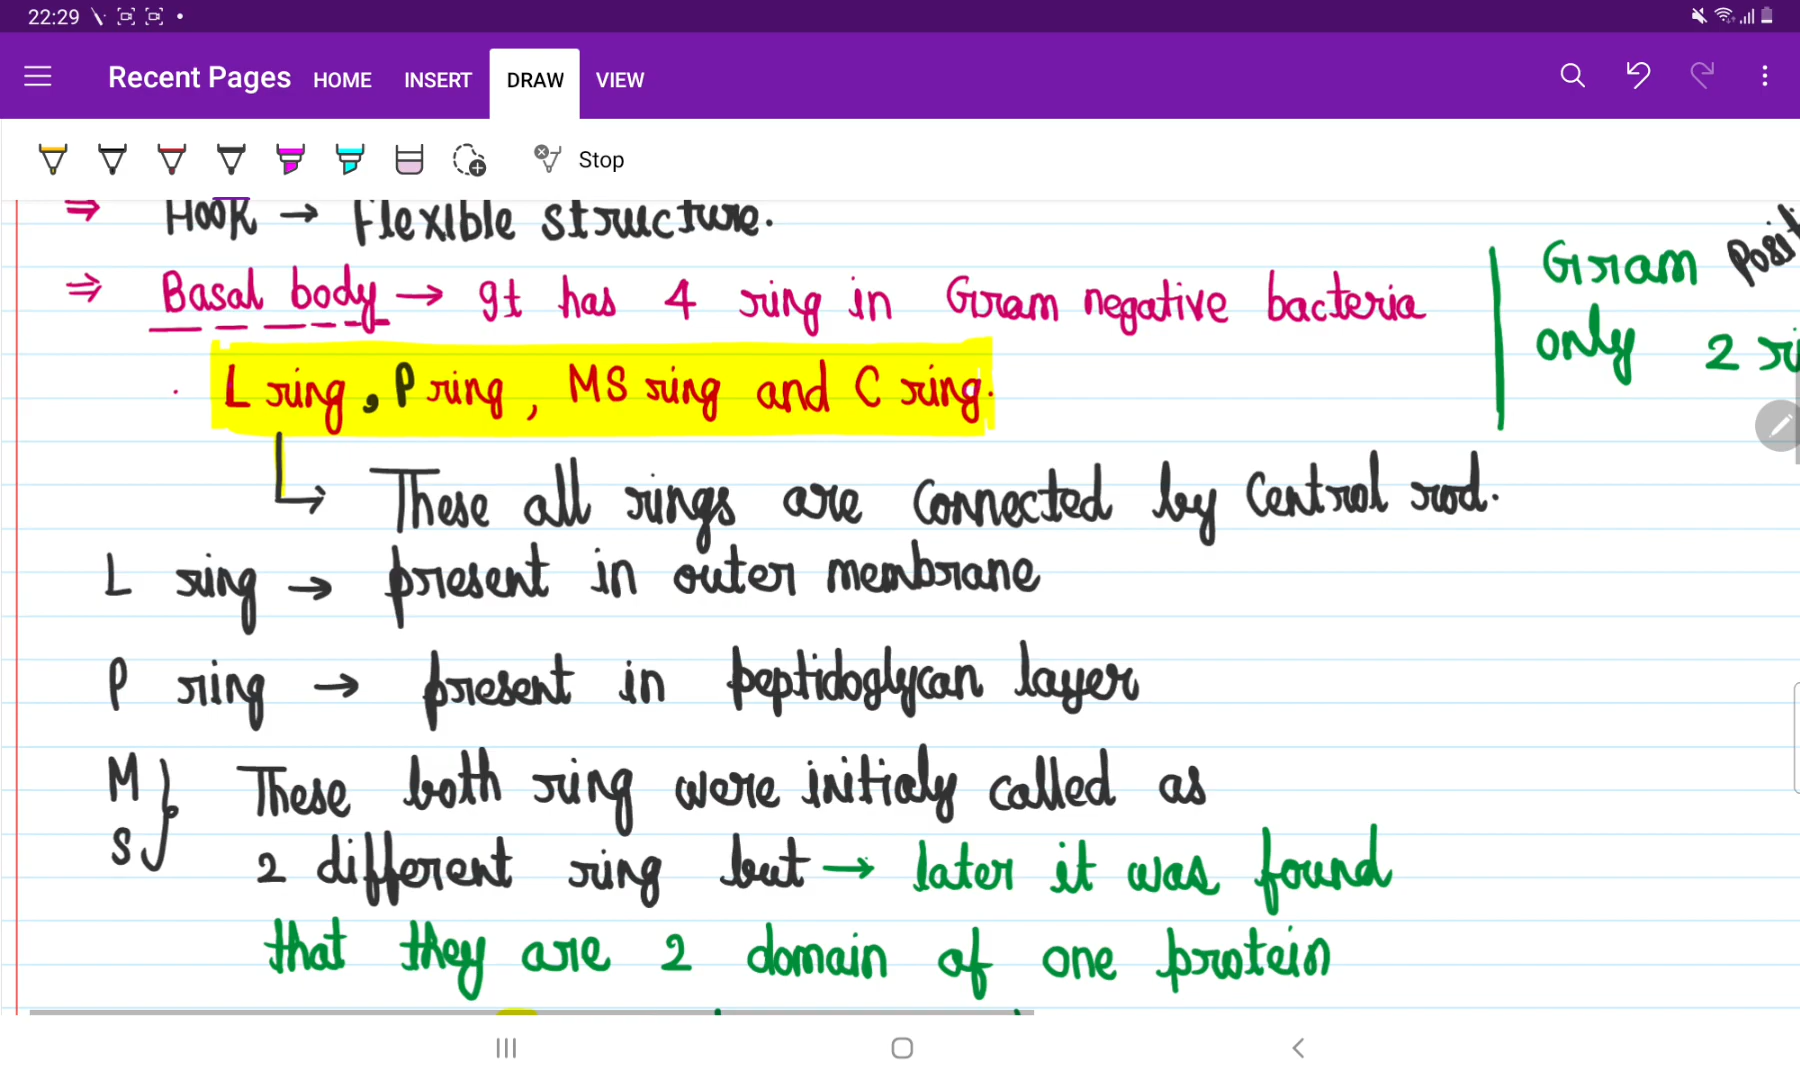 22:29
Recent Pages HOME INSERT DRAW VIEW
Stop
⇒ Hook → Flexible structure.
⇒ Basal body → It has 4 ring in Gram negative bacteria
Gram Posit
only 2 ri
L ring, P ring, MS ring and C ring.
↳ These all rings are connected by Central rod.
L ring → present in outer membrane
P ring → present in peptidoglycan layer
M } These both ring were initialy called as
S 2 different ring but → later it was found
that they are 2 domain of one protein